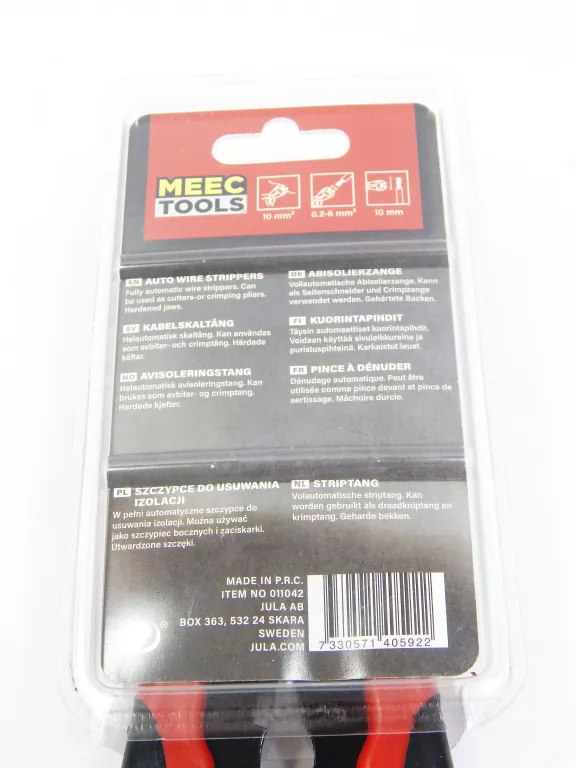 MEEC
TOOLS
10 mm²
0.2-6 mm²
10 mm
EN AUTO WIRE STRIPPERS
Fully automatic wire strippers. Can
be used as cutters-or crimping pliers.
Hardened jaws.
SV KABELSKALTÅNG
Helautomatisk skaltång. Kan användas
som avbitar- och crimptång. Härdade
käftar.
NO AVISOLERINGSTANG
Helautomatisk avisoleringstang. Kan
brukes som avbiter- og crimptang.
Herdede kjefter.
DE ABISOLIERZANGE
Vollautomatische Abisolierzange. Kann
als Seitenschneider und Crimpzange
verwendet werden. Gehärtete Backen.
FI KUORINTAPIHDIT
Täysin automaattiset kuorintapihdit.
Voidaan käyttää sivuleikkureina ja
puristuspihteinä. Karkaistut leuat.
FR PINCE À DÉNUDER
Dénudage automatique. Peut être
utilisée comme pince devant et pince de
sertissage. Mâchoire durcie.
PL SZCZYPCE DO USUWANIA
IZOLACJI
W pełni automatyczne szczypce do
usuwania izolacji. Można używać
jako szczypiec bocznych i zaciskarki.
Utwardzone szczęki.
NL STRIPTANG
Volautomatische striptang. Kan
worden gebruikt als draadkniptang en
krimptang. Geharde bekken.
MADE IN P.R.C.
ITEM NO 011042
JULA AB
BOX 363, 532 24 SKARA
SWEDEN
JULA.COM
7 330571 405922
®